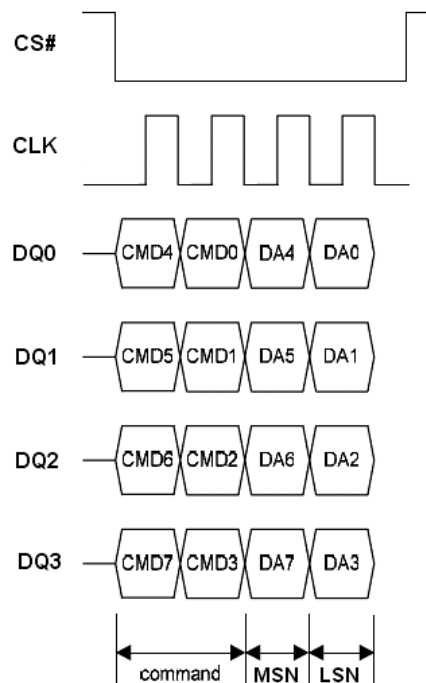 CS#
CLK
DQ0 CMD4 CMD0 DA4 DA0
DQ1 CMD5 CMD1 DA5 DA1
DQ2 CMD6 CMD2 DA6 DA2
DQ3 CMD7 CMD3 DA7 DA3
command MSN LSN